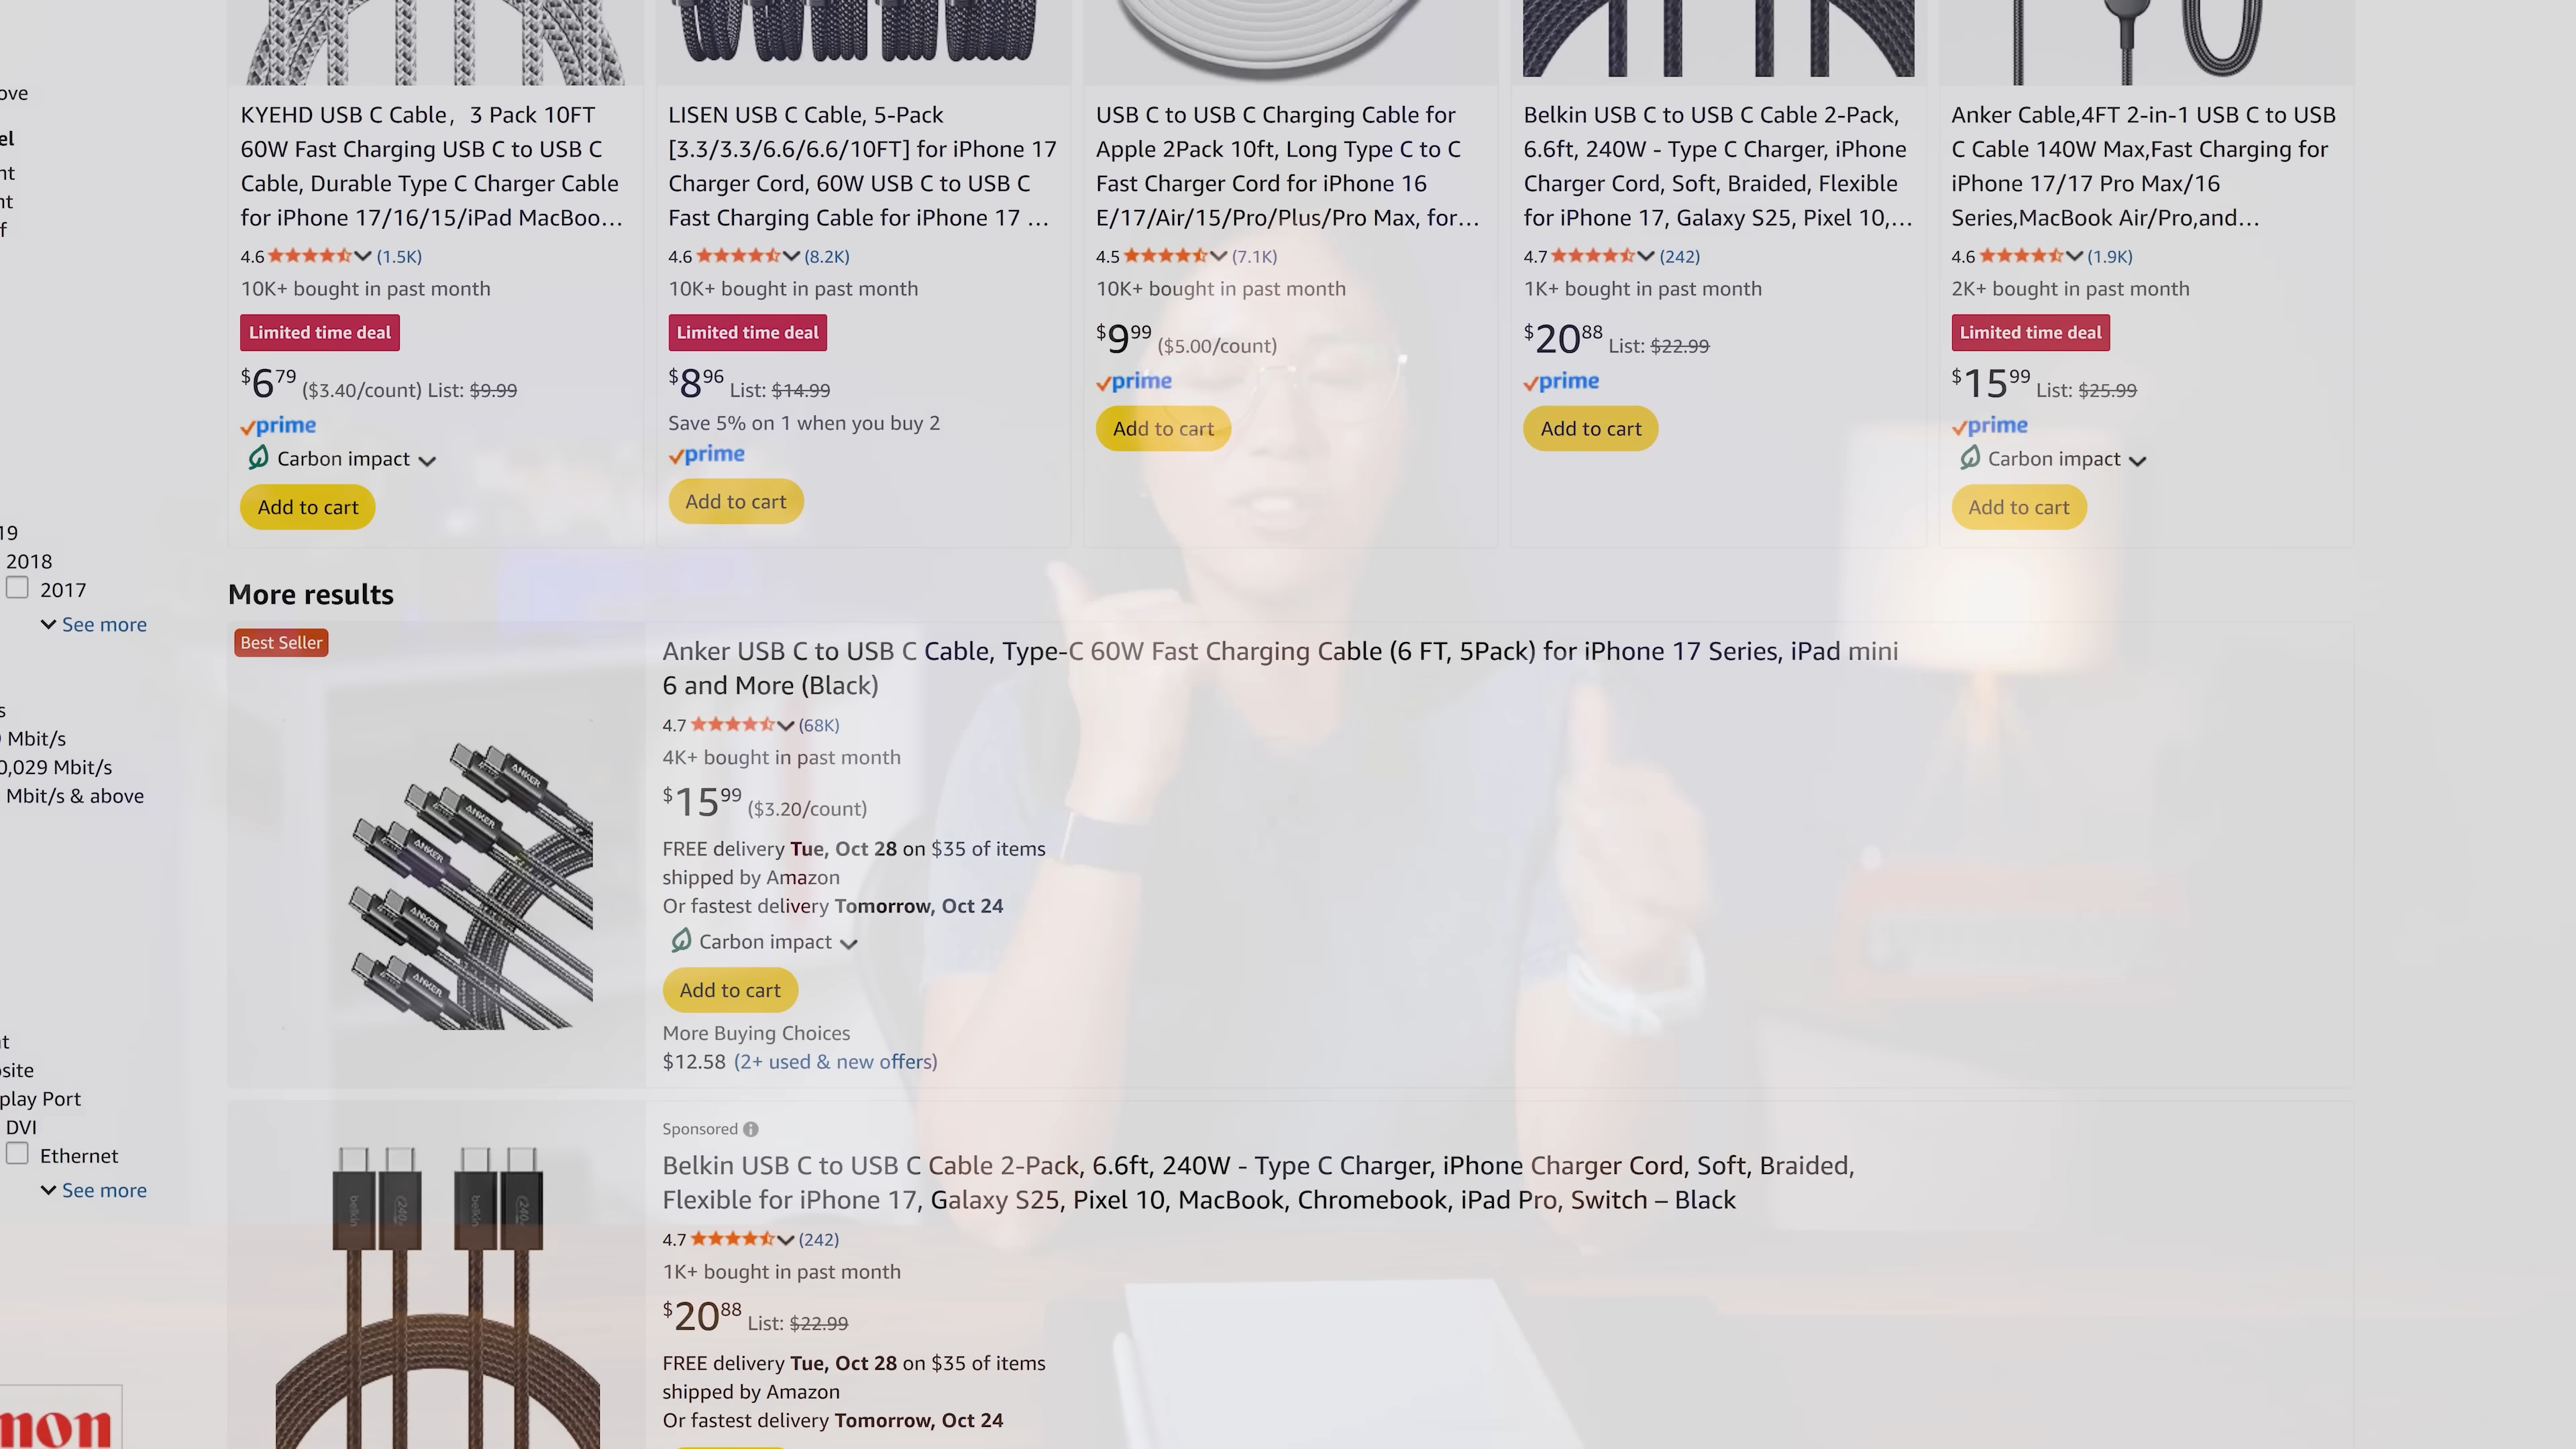 ove
el
nt
nt
f
19
2018
2017
See more
s
Mbit/s
0,029 Mbit/s
Mbit/s & above
nt
osite
play Port
DVI
Ethernet
See more
non
KYEHD USB C Cable，3 Pack 10FT
60W Fast Charging USB C to USB C
Cable, Durable Type C Charger Cable
for iPhone 17/16/15/iPad MacBoo...
4.6 (1.5K)
10K+ bought in past month
Limited time deal
$6.79 ($3.40/count) List: $9.99
prime
Carbon impact
Add to cart
LISEN USB C Cable, 5-Pack
[3.3/3.3/6.6/6.6/10FT] for iPhone 17
Charger Cord, 60W USB C to USB C
Fast Charging Cable for iPhone 17 ...
4.6 (8.2K)
10K+ bought in past month
Limited time deal
$8.96 List: $14.99
Save 5% on 1 when you buy 2
prime
Add to cart
USB C to USB C Charging Cable for
Apple 2Pack 10ft, Long Type C to C
Fast Charger Cord for iPhone 16
E/17/Air/15/Pro/Plus/Pro Max, for...
4.5 (7.1K)
10K+ bought in past month
$9.99 ($5.00/count)
prime
Add to cart
Belkin USB C to USB C Cable 2-Pack,
6.6ft, 240W - Type C Charger, iPhone
Charger Cord, Soft, Braided, Flexible
for iPhone 17, Galaxy S25, Pixel 10,...
4.7 (242)
1K+ bought in past month
$20.88 List: $22.99
prime
Add to cart
Anker Cable,4FT 2-in-1 USB C to USB
C Cable 140W Max,Fast Charging for
iPhone 17/17 Pro Max/16
Series,MacBook Air/Pro,and...
4.6 (1.9K)
2K+ bought in past month
Limited time deal
$15.99 List: $25.99
prime
Carbon impact
Add to cart
More results
Best Seller
ANKER
ANKER
ANKER
ANKER
ANKER
Anker USB C to USB C Cable, Type-C 60W Fast Charging Cable (6 FT, 5Pack) for iPhone 17 Series, iPad mini
6 and More (Black)
4.7 (68K)
4K+ bought in past month
$15.99 ($3.20/count)
FREE delivery Tue, Oct 28 on $35 of items
shipped by Amazon
Or fastest delivery Tomorrow, Oct 24
Carbon impact
Add to cart
More Buying Choices
$12.58 (2+ used & new offers)
belkin
240
belkin
240
Sponsored
Belkin USB C to USB C Cable 2-Pack, 6.6ft, 240W - Type C Charger, iPhone Charger Cord, Soft, Braided,
Flexible for iPhone 17, Galaxy S25, Pixel 10, MacBook, Chromebook, iPad Pro, Switch – Black
4.7 (242)
1K+ bought in past month
$20.88 List: $22.99
FREE delivery Tue, Oct 28 on $35 of items
shipped by Amazon
Or fastest delivery Tomorrow, Oct 24